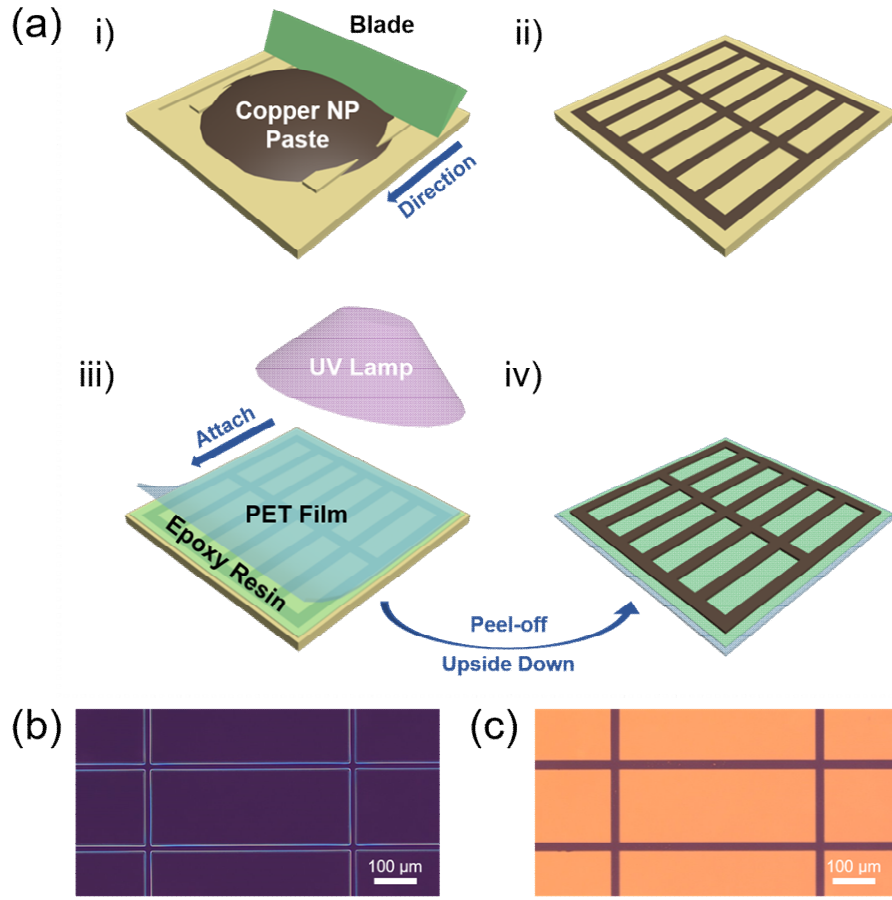 (a)
i)
Blade
Copper NP
Paste
Direction
ii)
iii)
UV Lamp
Attach
PET Film
Epoxy Resin
iv)
Peel-off
Upside Down
(b)
100 µm
(c)
100 µm